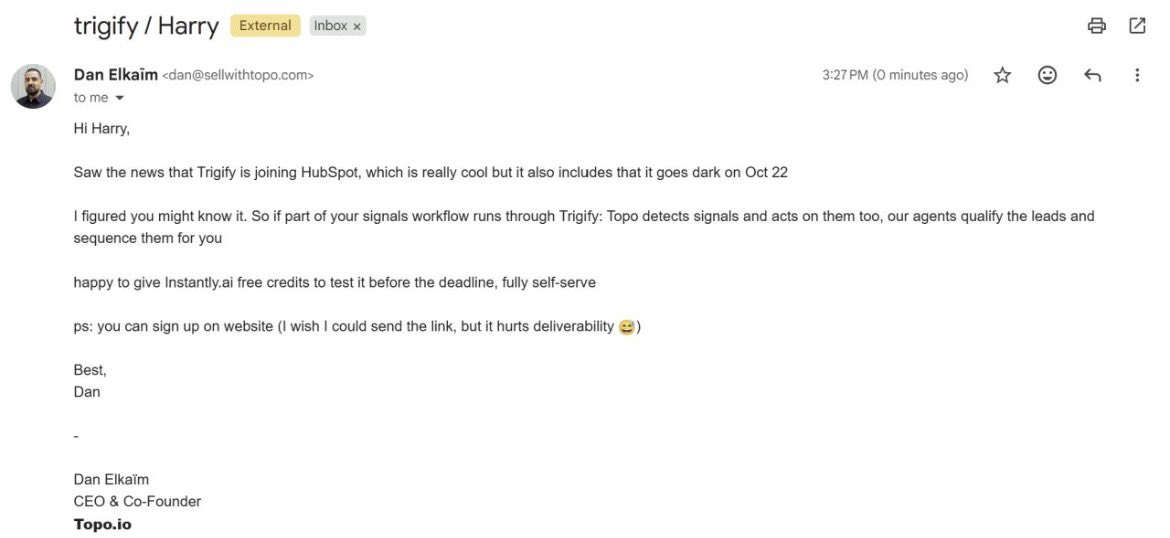 trigify / Harry External Inbox ×
Dan Elkaïm <dan@sellwithtopo.com> 3:27 PM (0 minutes ago)
to me
Hi Harry,
Saw the news that Trigify is joining HubSpot, which is really cool but it also includes that it goes dark on Oct 22
I figured you might know it. So if part of your signals workflow runs through Trigify: Topo detects signals and acts on them too, our agents qualify the leads and
sequence them for you
happy to give Instantly.ai free credits to test it before the deadline, fully self-serve
ps: you can sign up on website (I wish I could send the link, but it hurts deliverability 😅)
Best,
Dan
-
Dan Elkaïm
CEO & Co-Founder
Topo.io